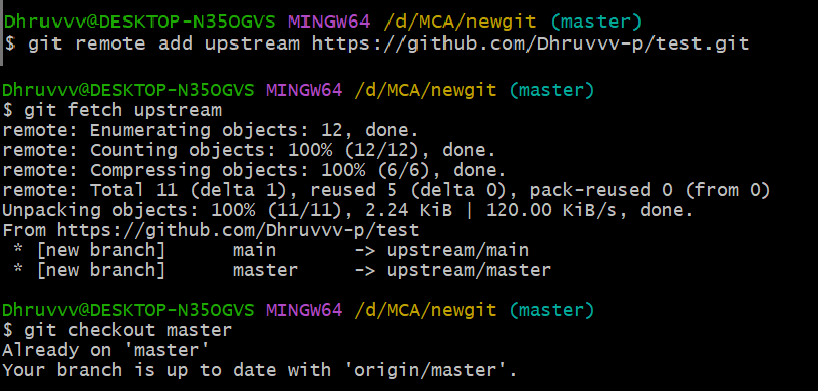 Dhruvvv@DESKTOP-N35OGVS MINGW64 /d/MCA/newgit (master)
$ git remote add upstream https://github.com/Dhruvvv-p/test.git
Dhruvvv@DESKTOP-N35OGVS MINGW64 /d/MCA/newgit (master)
$ git fetch upstream
remote: Enumerating objects: 12, done.
remote: Counting objects: 100% (12/12), done.
remote: Compressing objects: 100% (6/6), done.
remote: Total 11 (delta 1), reused 5 (delta 0), pack-reused 0 (from 0)
Unpacking objects: 100% (11/11), 2.24 KiB | 120.00 KiB/s, done.
From https://github.com/Dhruvvv-p/test
 * [new branch]      main       -> upstream/main
 * [new branch]      master     -> upstream/master
Dhruvvv@DESKTOP-N35OGVS MINGW64 /d/MCA/newgit (master)
$ git checkout master
Already on 'master'
Your branch is up to date with 'origin/master'.